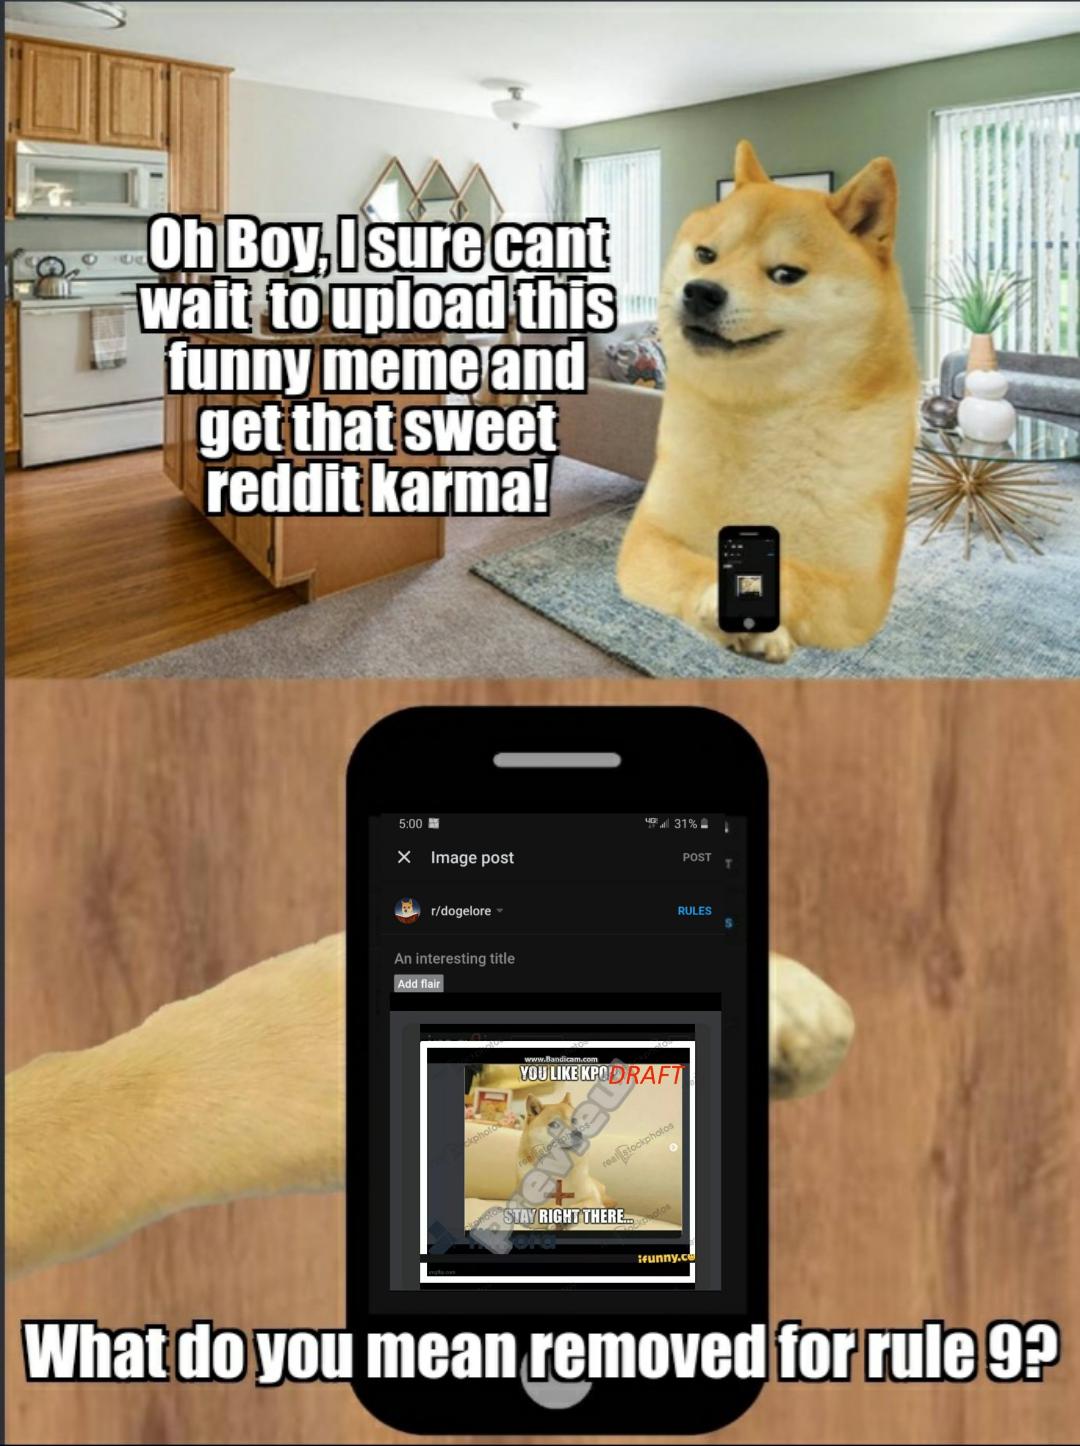 Oh Boy, I sure cant
wait to upload this
funny meme and
get that sweet
reddit karma!
5:00
31%
Image post
POST
r/dogelore
RULES
An interesting title
Add flair
www.Bandicam.com
YOU LIKE KPO
DRAFT
Preview
realistockphotos
STAY RIGHT THERE...
ifunny.co
What do you mean removed for rule 9?